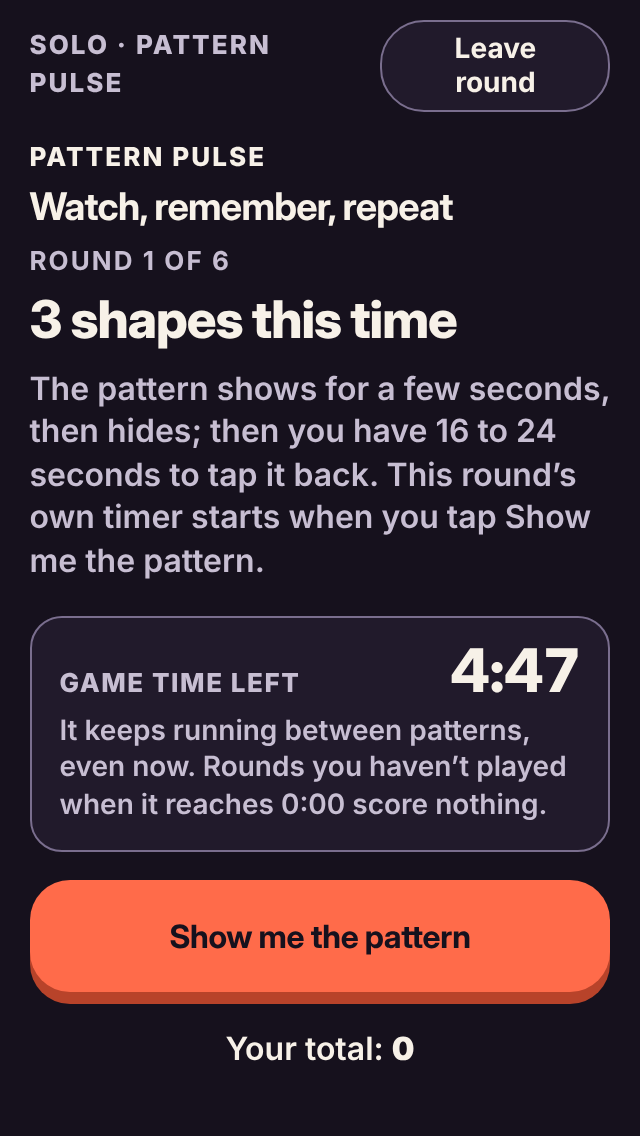 SOLO · PATTERN
PULSE
Leave
round
PATTERN PULSE
Watch, remember, repeat
ROUND 1 OF 6
3 shapes this time
The pattern shows for a few seconds,
then hides; then you have 16 to 24
seconds to tap it back. This round’s
own timer starts when you tap Show
me the pattern.
GAME TIME LEFT
4:47
It keeps running between patterns,
even now. Rounds you haven’t played
when it reaches 0:00 score nothing.
Show me the pattern
Your total: 0